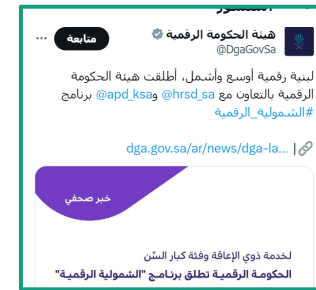 المنشور
هيئة الحكومة الرقمية
متابعة
@DgaGovSa
لبنية رقمية أوسع وأشمل، أطلقت هيئة الحكومة
الرقمية بالتعاون مع @hrsd_sa و@apd_ksa برنامج
#الشمولية_الرقمية
dga.gov.sa/ar/news/dga-la... |
خبر صحفي
لخدمة ذوي الإعاقة وفئة كبار السن
الحكومة الرقمية تطلق برنامج "الشمولية الرقمية"